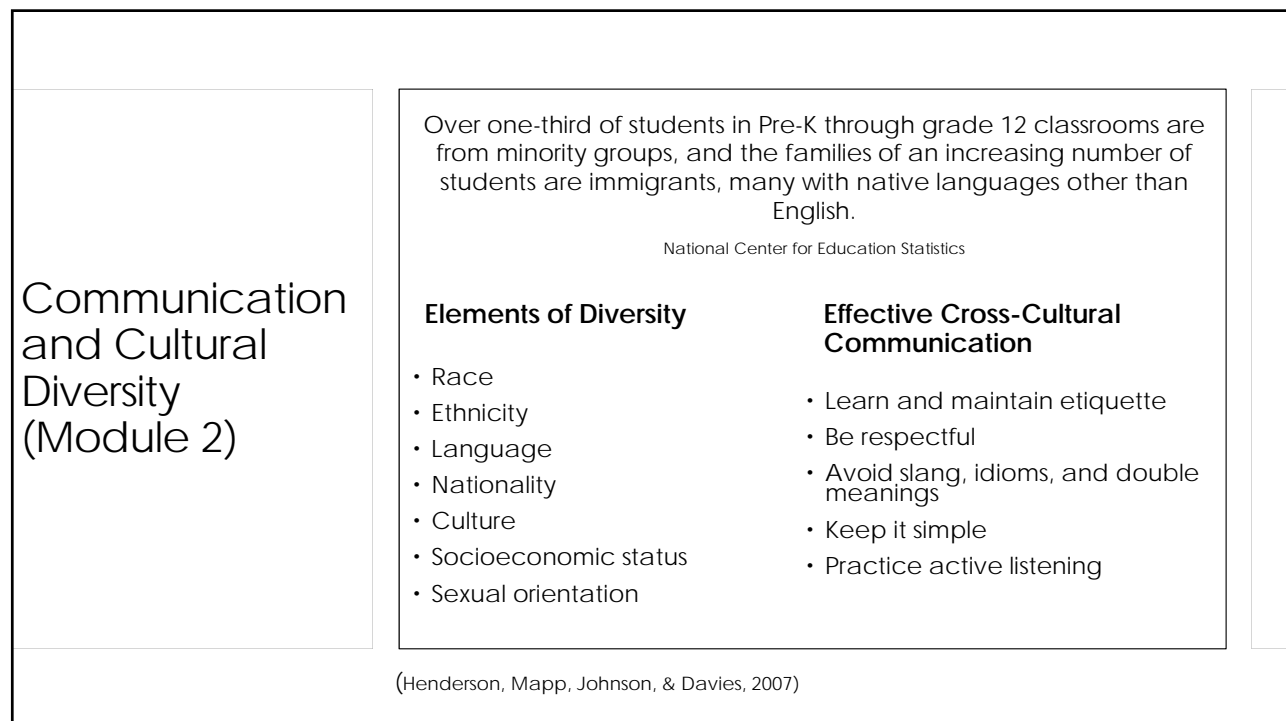 Communication
and Cultural
Diversity
(Module 2)
Over one-third of students in Pre-K through grade 12 classrooms are
from minority groups, and the families of an increasing number of
students are immigrants, many with native languages other than
English.
National Center for Education Statistics
Elements of Diversity
• Race
• Ethnicity
• Language
• Nationality
• Culture
• Socioeconomic status
• Sexual orientation
Effective Cross-Cultural
Communication
• Learn and maintain etiquette
• Be respectful
• Avoid slang, idioms, and double
meanings
• Keep it simple
• Practice active listening
(Henderson, Mapp, Johnson, & Davies, 2007)